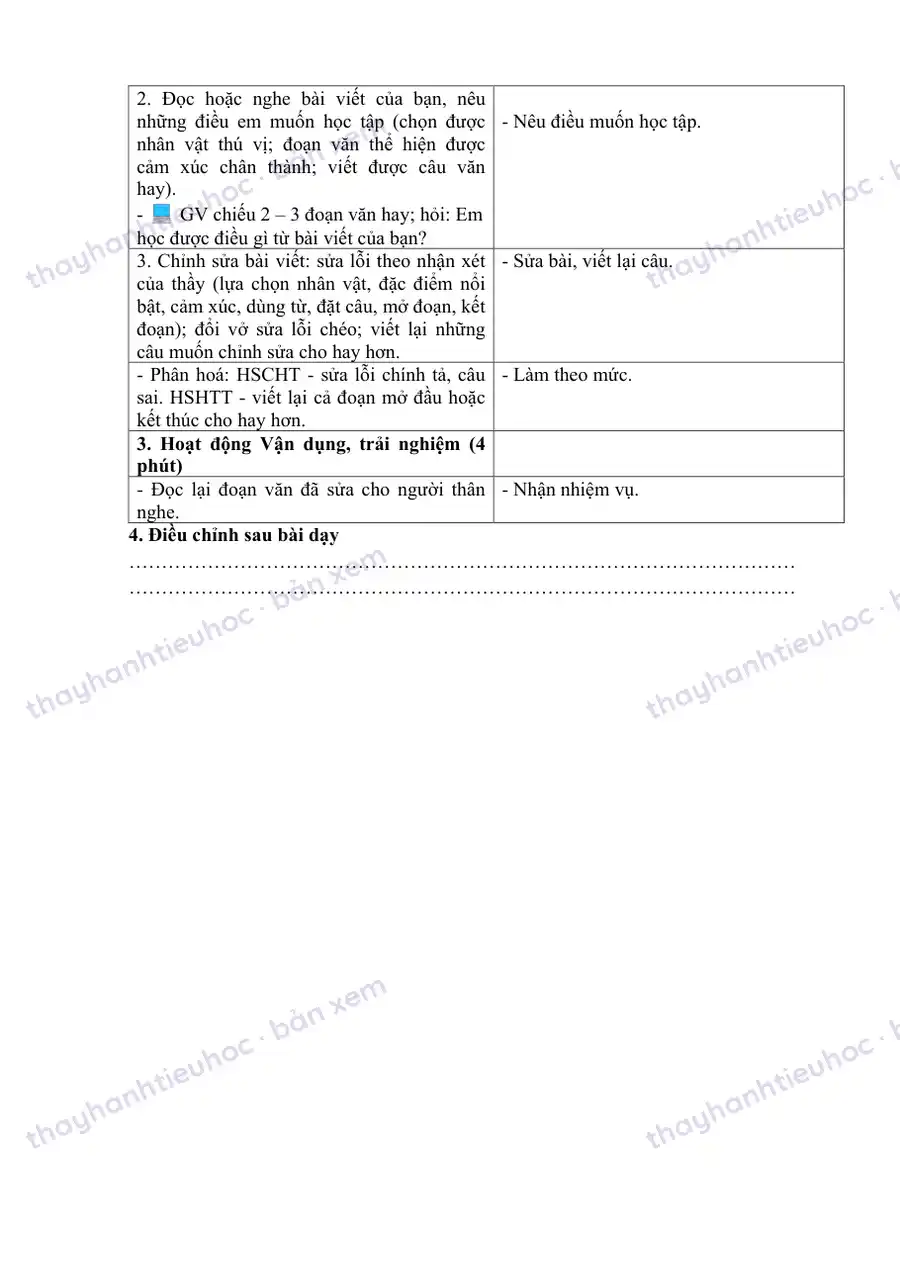 2. Đọc hoặc nghe bài viết của bạn, nêu
những điều em muốn học tập (chọn được
nhân vật thú vị; đoạn văn thể hiện được
cảm xúc chân thành; viết được câu văn
hay).
- GV chiếu 2 – 3 đoạn văn hay; hỏi: Em
học được điều gì từ bài viết của bạn?
- Nêu điều muốn học tập.
3. Chỉnh sửa bài viết: sửa lỗi theo nhận xét
của thầy (lựa chọn nhân vật, đặc điểm nổi
bật, cảm xúc, dùng từ, đặt câu, mở đoạn, kết
đoạn); đổi vở sửa lỗi chéo; viết lại những
câu muốn chỉnh sửa cho hay hơn.
- Sửa bài, viết lại câu.
- Phân hoá: HSCHT - sửa lỗi chính tả, câu
sai. HSHTT - viết lại cả đoạn mở đầu hoặc
kết thúc cho hay hơn.
- Làm theo mức.
3. Hoạt động Vận dụng, trải nghiệm (4
phút)
- Đọc lại đoạn văn đã sửa cho người thân
nghe.
- Nhận nhiệm vụ.
4. Điều chỉnh sau bài dạy
…………………………………………………………………………………………
…………………………………………………………………………………………
thayhanhtieuhoc · bản xem
thayhanhtieuhoc · b
thayhanhtieuhoc · bản xem
thayhanhtieuhoc · b
thayhanhtieuhoc · bản xem
thayhanhtieuhoc · b